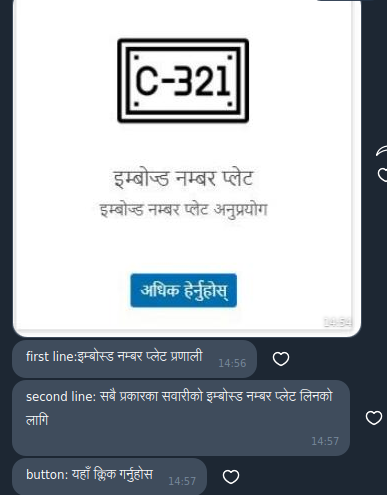 C-321
इम्बोज्ड नम्बर प्लेट
इम्बोज्ड नम्बर प्लेट अनुप्रयोग
अधिक हेर्नुहोस्
14:54
first line:इम्बोस्ड नम्बर प्लेट प्रणाली
14:56
second line: सबै प्रकारका सवारीको इम्बोस्ड नम्बर प्लेट लिनको
लागि
14:57
button: यहाँ क्लिक गर्नुहोस
14:57